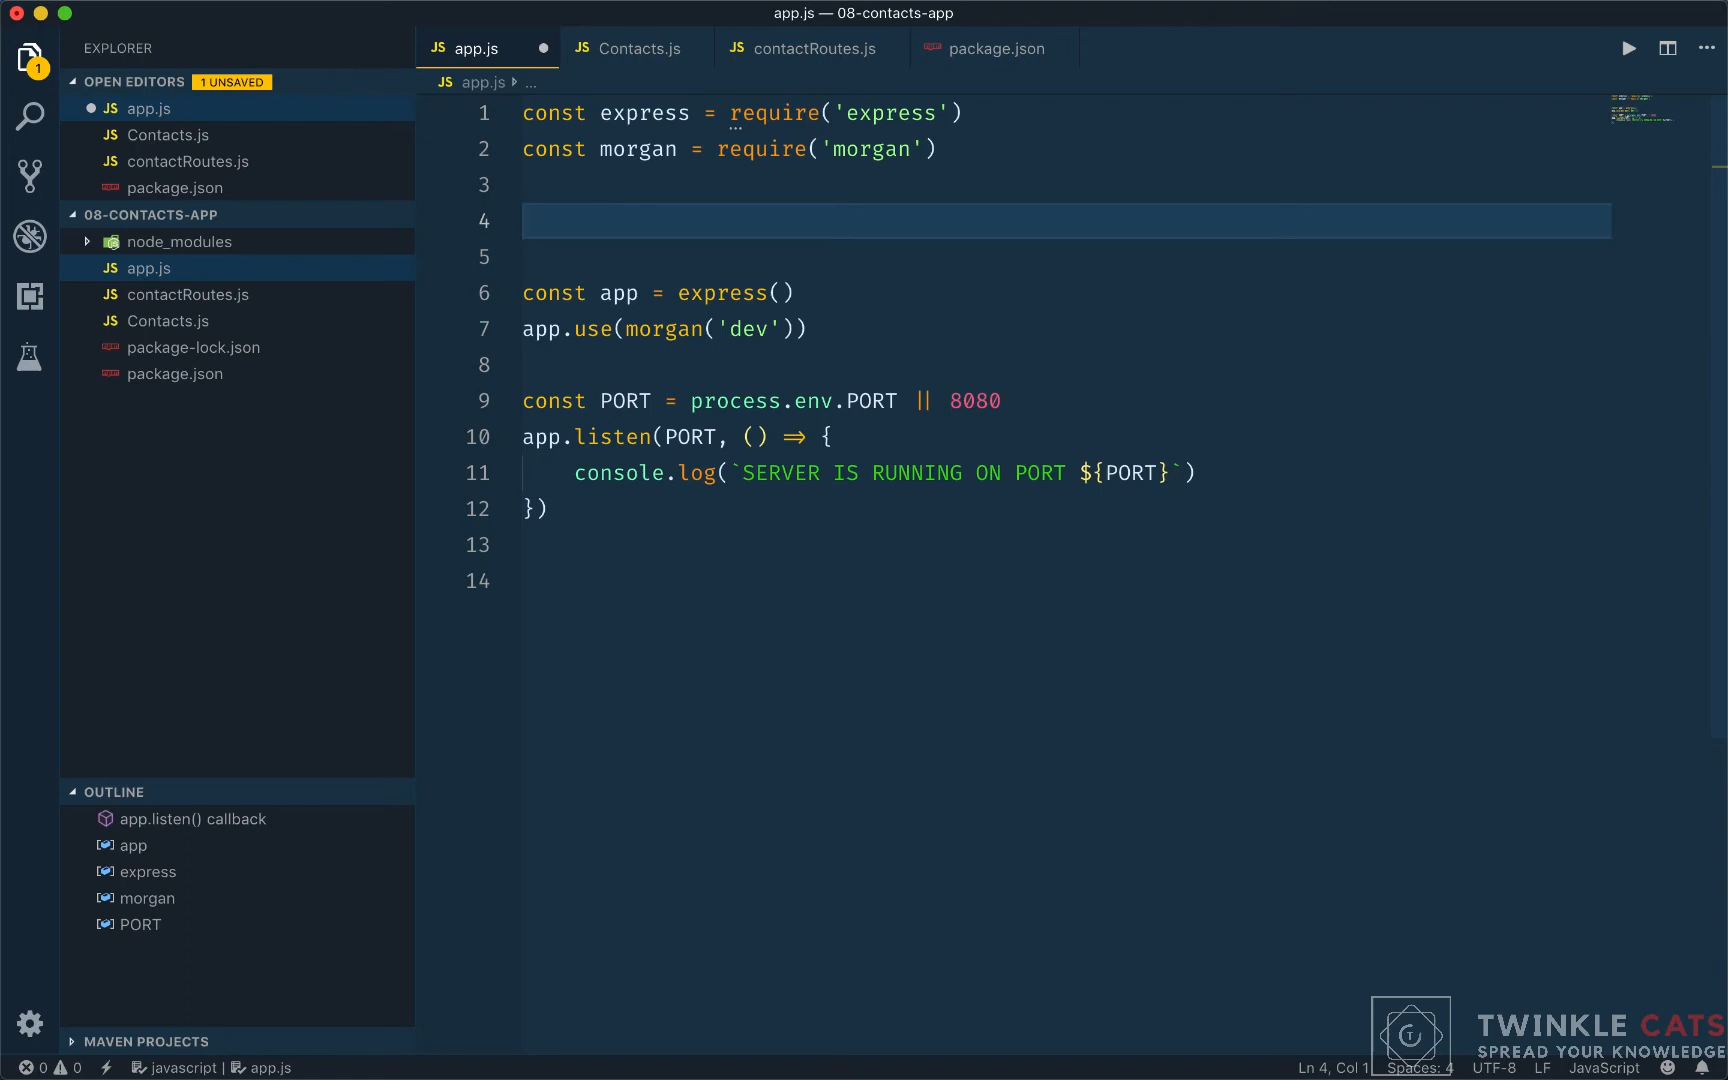 app.js — 08-contacts-app
1
EXPLORER
OPEN EDITORS 1 UNSAVED
JS app.js
JS Contacts.js
JS contactRoutes.js
package.json
08-CONTACTS-APP
node_modules
JS app.js
JS contactRoutes.js
JS Contacts.js
package-lock.json
package.json
OUTLINE
app.listen() callback
app
express
morgan
PORT
MAVEN PROJECTS
JS app.js
JS Contacts.js
JS contactRoutes.js
package.json
JS app.js ...
1 const express = require('express')
2 const morgan = require('morgan')
3
4
5
6 const app = express()
7 app.use(morgan('dev'))
8
9 const PORT = process.env.PORT || 8080
10 app.listen(PORT, () => {
11 console.log(`SERVER IS RUNNING ON PORT ${PORT}`)
12 })
13
14
TWINKLE CATS
SPREAD YOUR KNOWLEDGE
0 0 javascript | app.js
Ln 4, Col 1 Spaces: 4 UTF-8 LF JavaScript